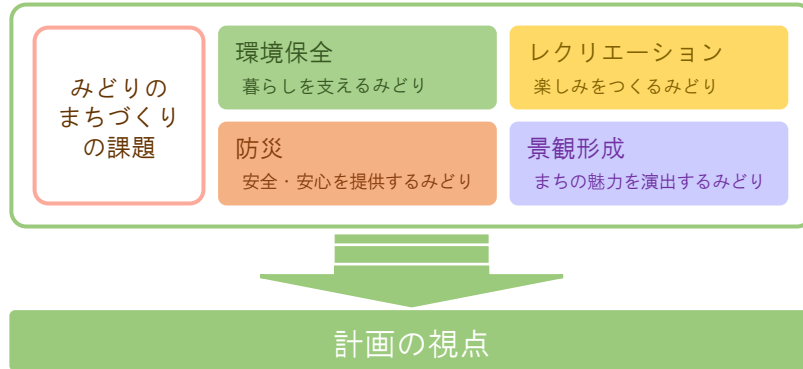 みどりの
まちづくり
の課題
環境保全
暮らしを支えるみどり
レクリエーション
楽しみをつくるみどり
防災
安全・安心を提供するみどり
景観形成
まちの魅力を演出するみどり
計画の視点